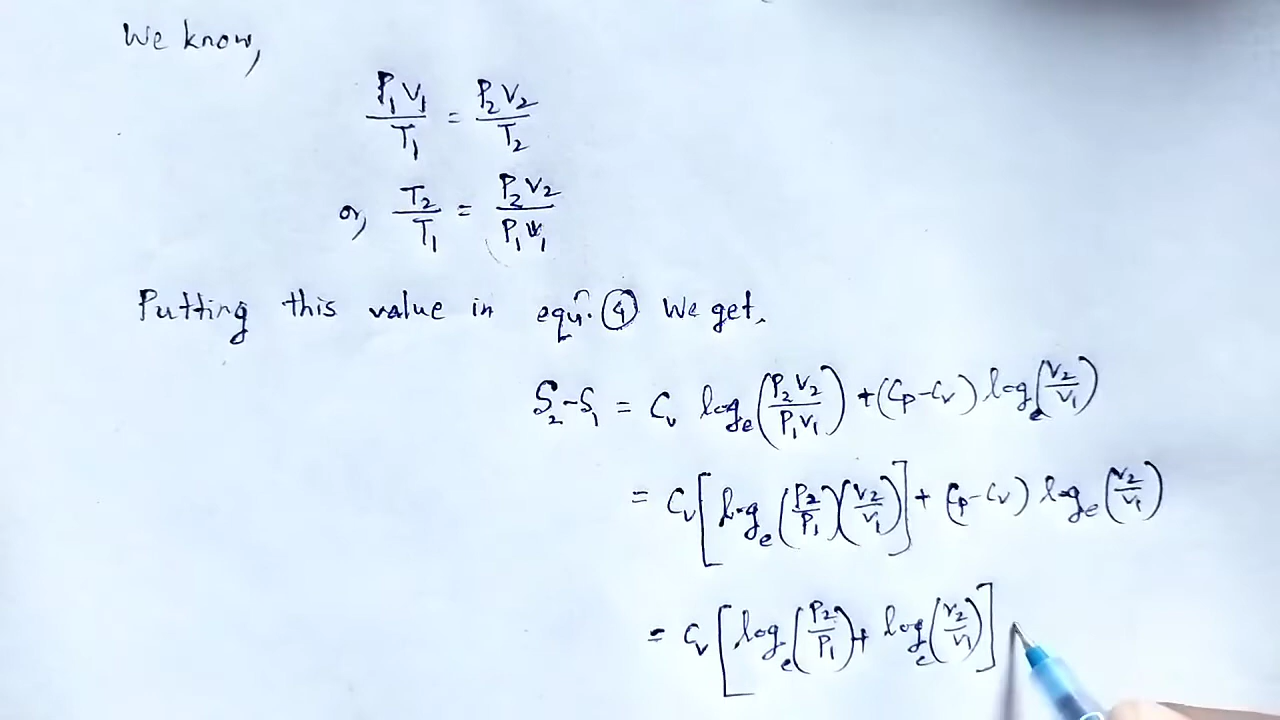 We know,
P₁V₁/T₁ = P₂V₂/T₂
or, T₂/T₁ = P₂V₂/P₁V₁
Putting this value in equⁿ. ④ We get,
S₂-S₁ = Cᵥ logₑ(P₂V₂/P₁V₁) + (Cp-Cᵥ) logₑ(V₂/V₁)
= Cᵥ[logₑ(P₂/P₁)(V₂/V₁)] + (Cp-Cᵥ) logₑ(V₂/V₁)
= Cᵥ[logₑ(P₂/P₁) + logₑ(V₂/V₁)]